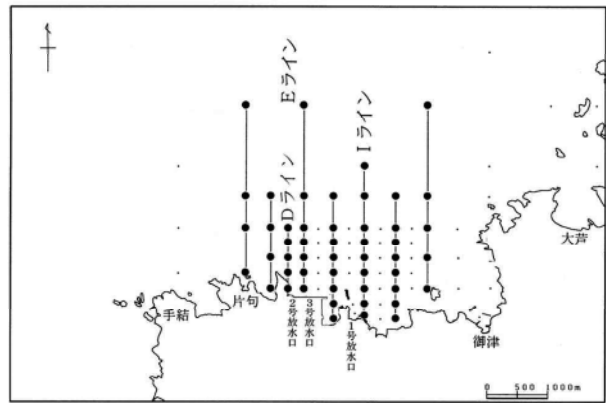 Eライン
Iライン
Dライン
大芦
片句
手結
2号放水口
3号放水口
1号放水口
御津
0 500 1000m